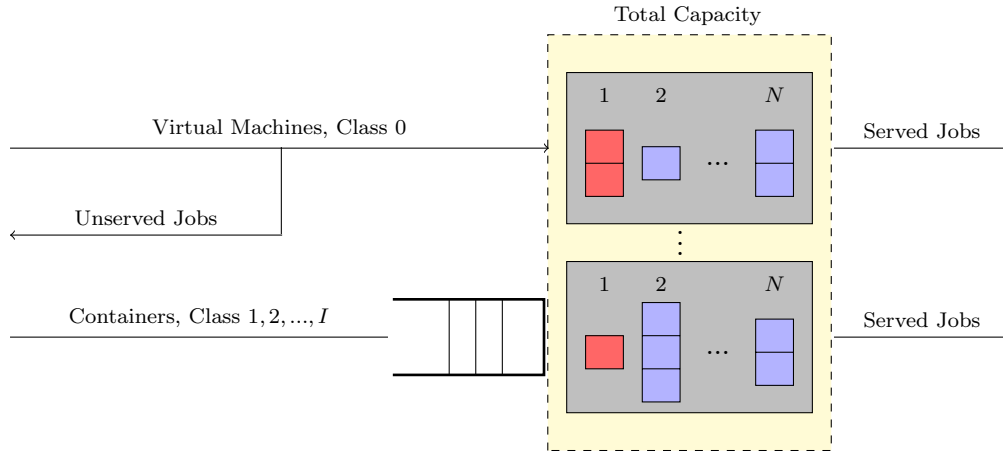 Total Capacity
1 2 N
Virtual Machines, Class 0
...
Served Jobs
Unserved Jobs
⋮
1 2 N
Containers, Class 1, 2, ..., I
...
Served Jobs